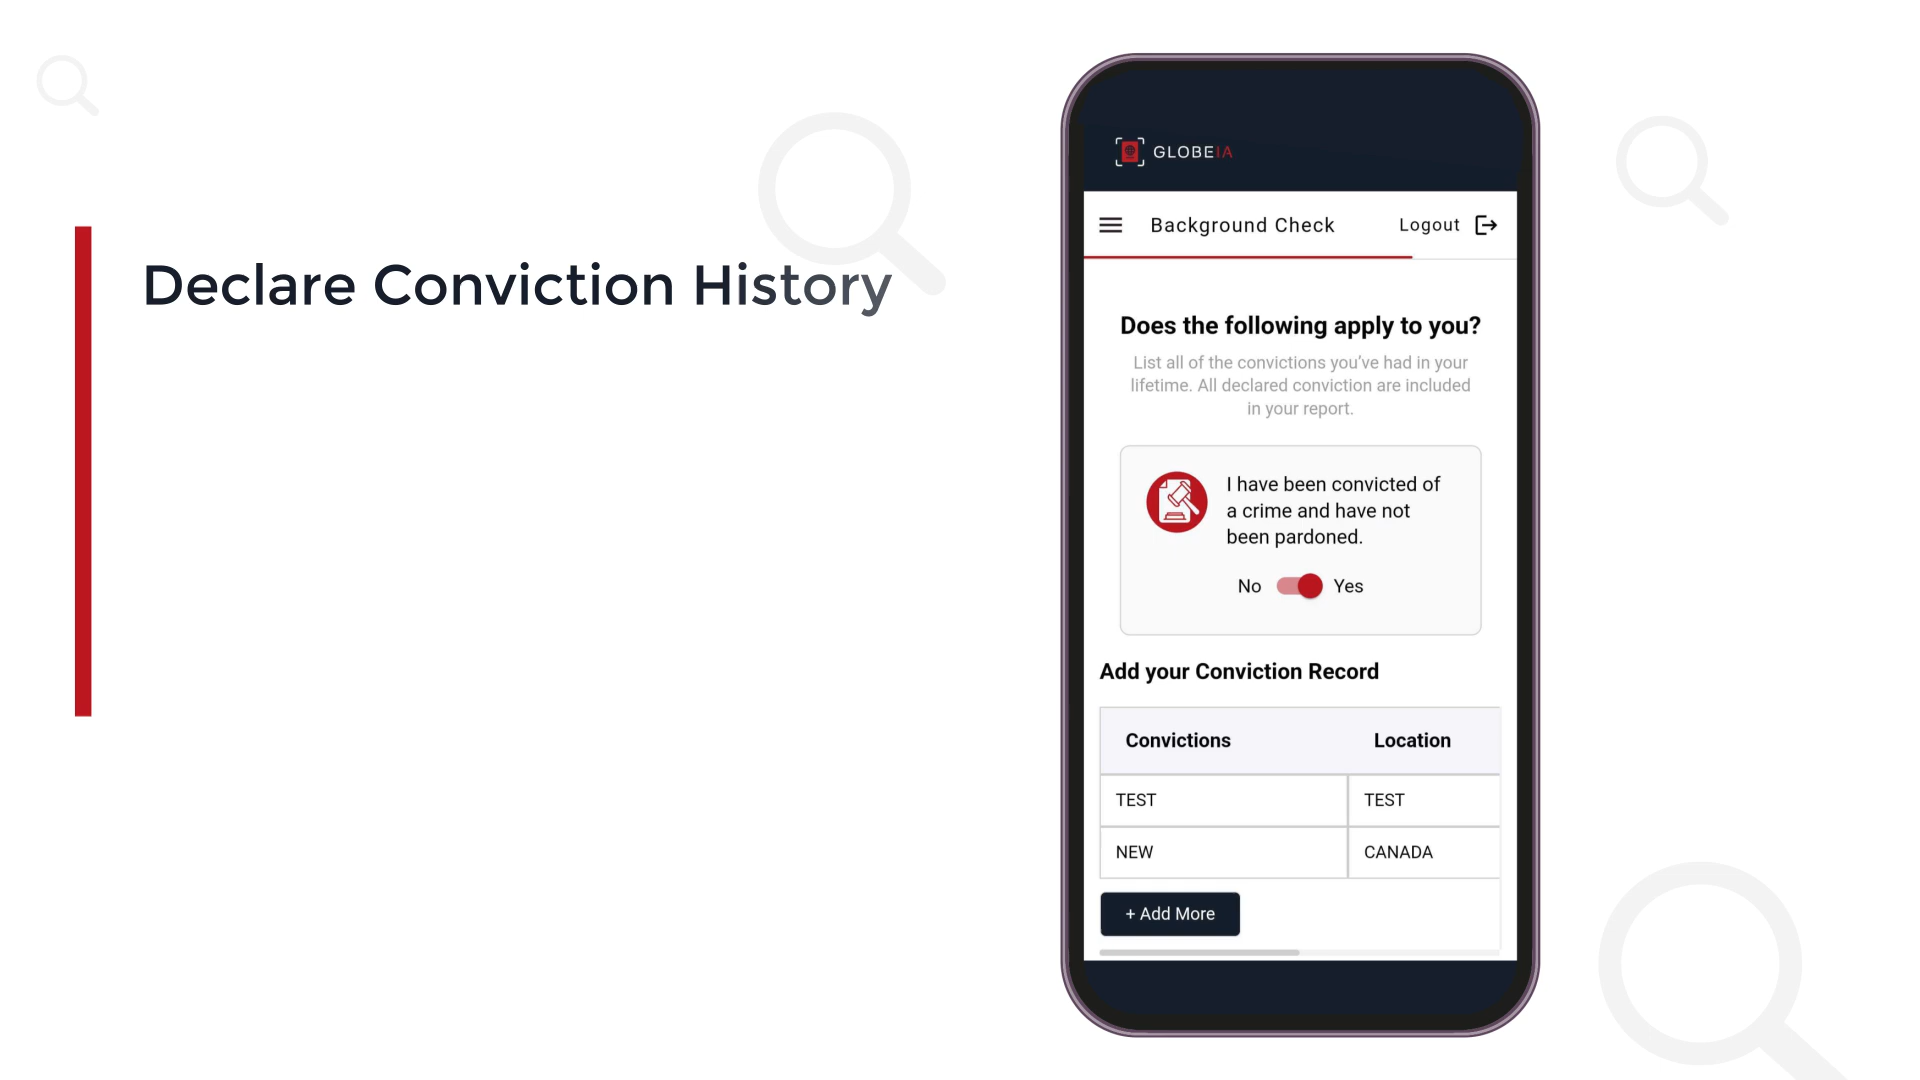 Declare Conviction History
GLOBEIA
Background Check
Logout
Does the following apply to you?
List all of the convictions you've had in your
lifetime. All declared conviction are included
in your report.
I have been convicted of
a crime and have not
been pardoned.
No
Yes
Add your Conviction Record
Convictions
Location
TEST
TEST
NEW
CANADA
+ Add More